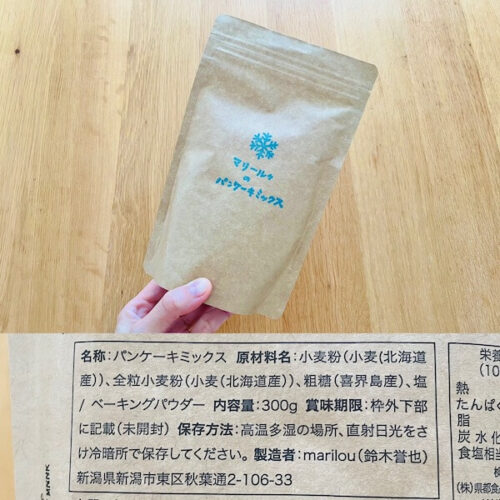 マリールゥ
の
パンケーキミックス
名称:パンケーキミックス 原材料名:小麦粉(小麦(北海道
産))、全粒小麦粉(小麦(北海道産))、粗糖(喜界島産)、塩
/ ベーキングパウダー 内容量:300g 賞味期限:枠外下部
に記載(未開封) 保存方法:高温多湿の場所、直射日光をさ
け冷暗所で保存してください。製造者:marilou(鈴木誉也)
新潟県新潟市東区秋葉通2-106-33
栄養
(10
熱
たんぱく
脂
炭水化
食塩相当
(株)県都食